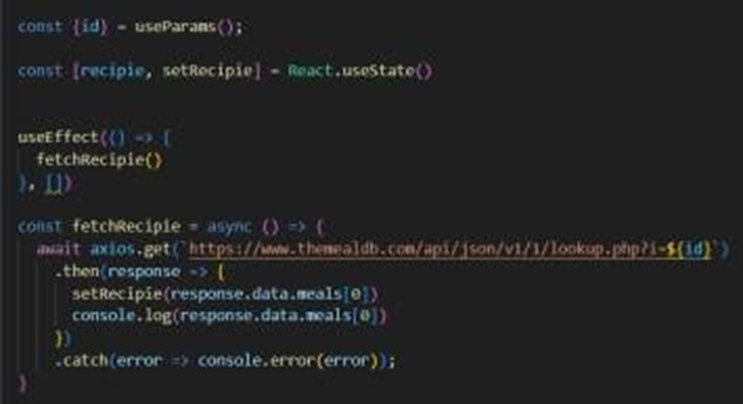 const {id} = useParams();
const [recipie, setRecipie] = React.useState()
useEffect(() => {
fetchRecipie()
}, [])
const fetchRecipie = async () => {
await axios.get(`https://www.themealdb.com/api/json/v1/1/lookup.php?i=${id}`)
.then(response => {
setRecipie(response.data.meals[0])
console.log(response.data.meals[0])
})
.catch(error => console.error(error));
}